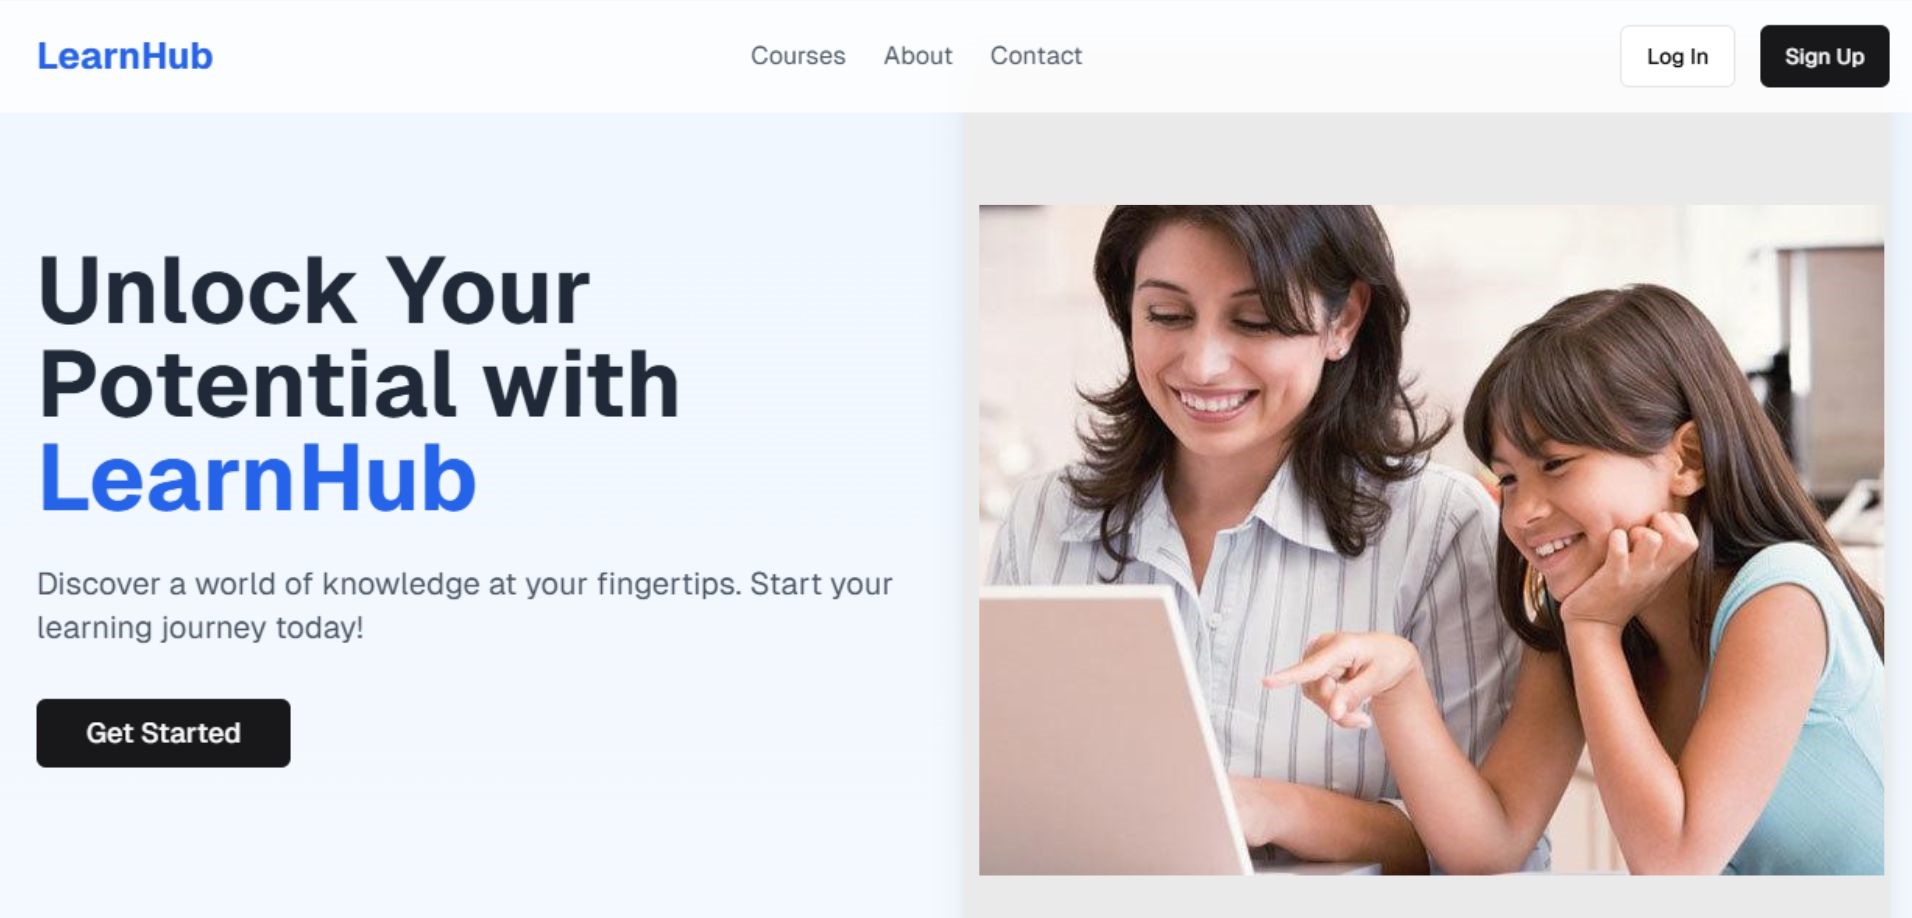 LearnHub
Courses
About
Contact
Log In
Sign Up
Unlock Your
Potential with
LearnHub
Discover a world of knowledge at your fingertips. Start your
learning journey today!
Get Started